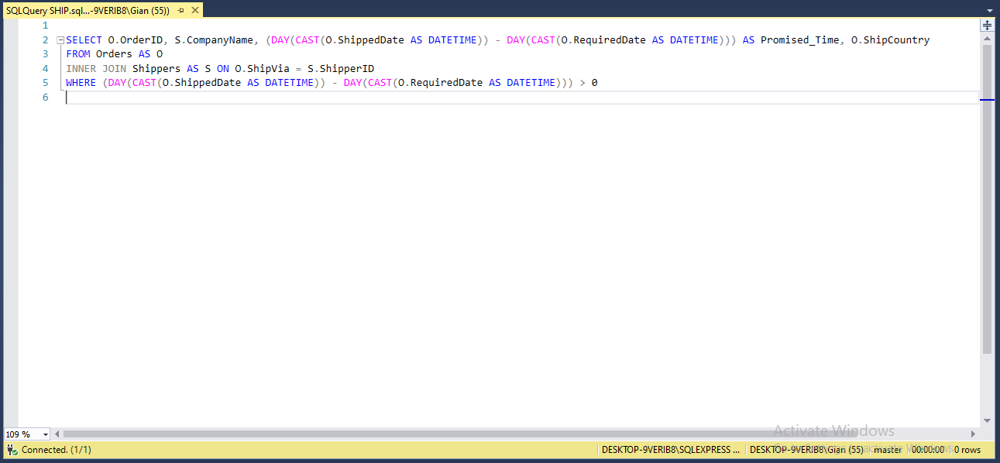 SQLQuery SHIP.sql...-9VERIB8\Gian (55))
1
2 SELECT O.OrderID, S.CompanyName, (DAY(CAST(O.ShippedDate AS DATETIME)) - DAY(CAST(O.RequiredDate AS DATETIME))) AS Promised_Time, O.ShipCountry
3 FROM Orders AS O
4 INNER JOIN Shippers AS S ON O.ShipVia = S.ShipperID
5 WHERE (DAY(CAST(O.ShippedDate AS DATETIME)) - DAY(CAST(O.RequiredDate AS DATETIME))) > 0
6
Activate Windows
109 %
Connected. (1/1) DESKTOP-9VERIB8\SQLEXPRESS ... DESKTOP-9VERIB8\Gian (55) master 00:00:00 0 rows